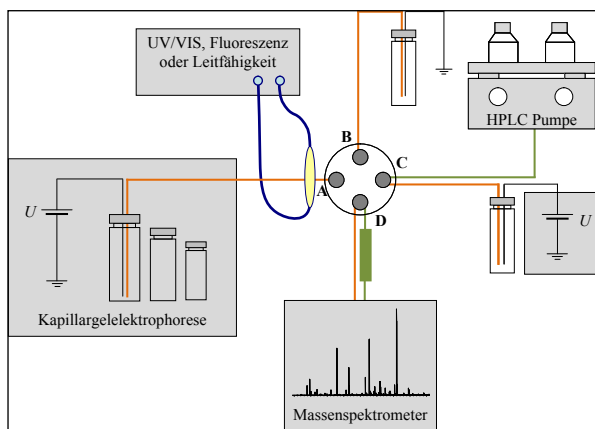 UV/VIS, Fluoreszenz
oder Leitfähigkeit
HPLC Pumpe
B
C
A
D
U
U
Kapillargelelektrophorese
Massenspektrometer